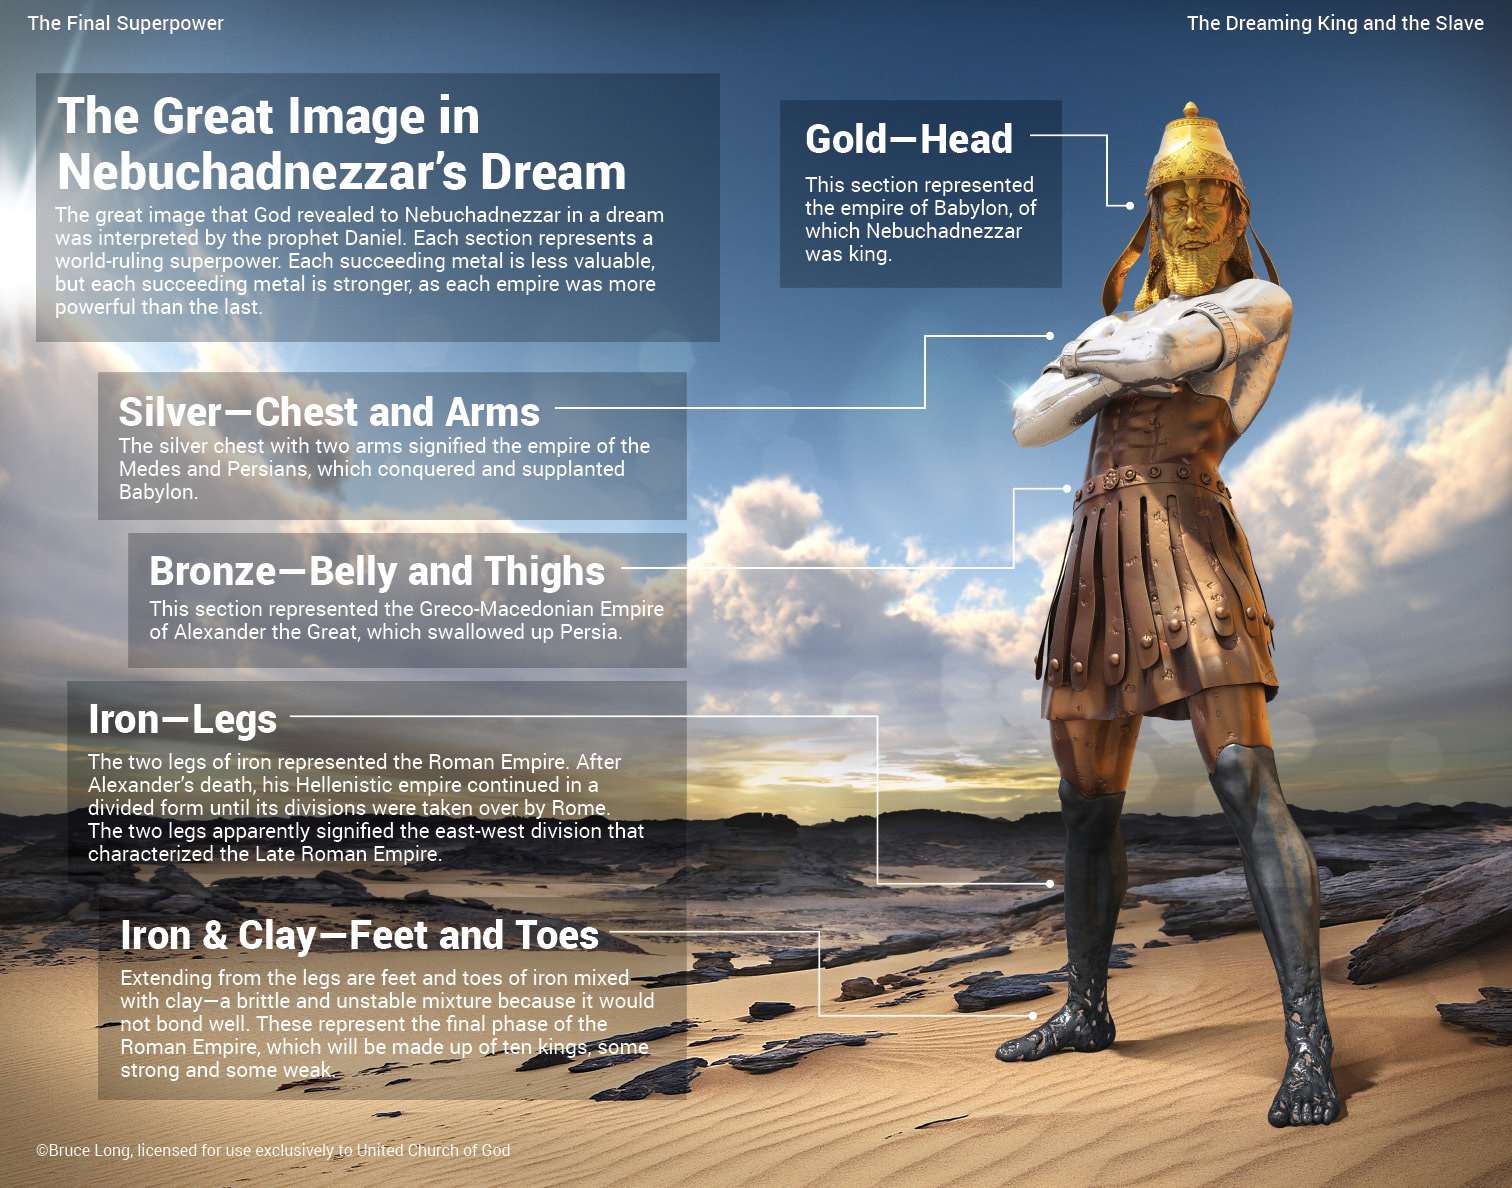 The Final Superpower
The Dreaming King and the Slave
The Great Image in
Nebuchadnezzar’s Dream
The great image that God revealed to Nebuchadnezzar in a dream
was interpreted by the prophet Daniel. Each section represents a
world-ruling superpower. Each succeeding metal is less valuable,
but each succeeding metal is stronger, as each empire was more
powerful than the last.
Gold—Head
This section represented
the empire of Babylon, of
which Nebuchadnezzar
was king.
Silver—Chest and Arms
The silver chest with two arms signified the empire of the
Medes and Persians, which conquered and supplanted
Babylon.
Bronze—Belly and Thighs
This section represented the Greco-Macedonian Empire
of Alexander the Great, which swallowed up Persia.
Iron—Legs
The two legs of iron represented the Roman Empire. After
Alexander’s death, his Hellenistic empire continued in a
divided form until its divisions were taken over by Rome.
The two legs apparently signified the east-west division that
characterized the Late Roman Empire.
Iron & Clay—Feet and Toes
Extending from the legs are feet and toes of iron mixed
with clay—a brittle and unstable mixture because it would
not bond well. These represent the final phase of the
Roman Empire, which will be made up of ten kings, some
strong and some weak.
©Bruce Long, licensed for use exclusively to United Church of God